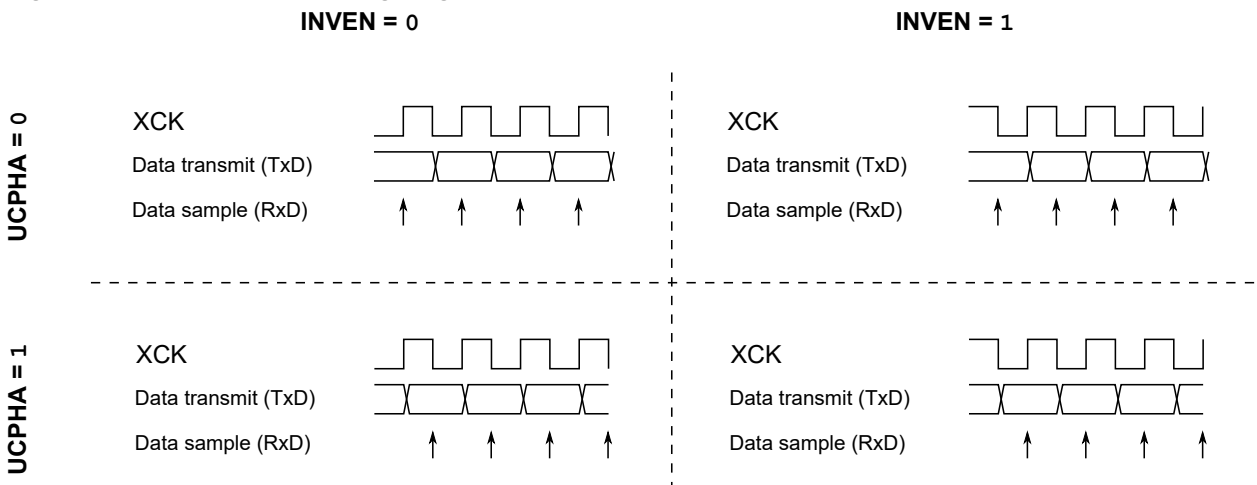 INVEN = 0
INVEN = 1
UCPHA = 0
XCK
Data transmit (TxD)
Data sample (RxD)
XCK
Data transmit (TxD)
Data sample (RxD)
UCPHA = 1
XCK
Data transmit (TxD)
Data sample (RxD)
XCK
Data transmit (TxD)
Data sample (RxD)